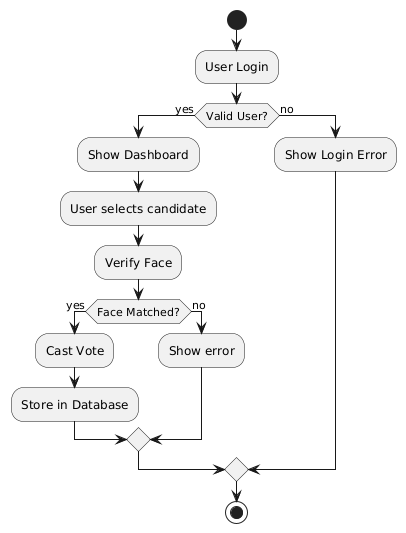 User Login
Valid User?
yes
no
Show Dashboard
Show Login Error
User selects candidate
Verify Face
Face Matched?
yes
no
Cast Vote
Show error
Store in Database